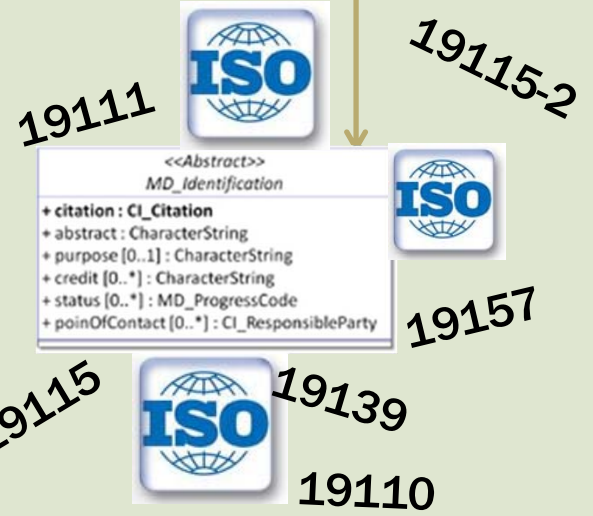 ISO
19115-2
19111
<<Abstract>>
MD_Identification
+ citation : CI_Citation
+ abstract : CharacterString
+ purpose [0..1] : CharacterString
+ credit [0..*] : CharacterString
+ status [0..*] : MD_ProgressCode
+ poinOfContact [0..*] : CI_ResponsibleParty
ISO
19157
9115
ISO
19139
19110